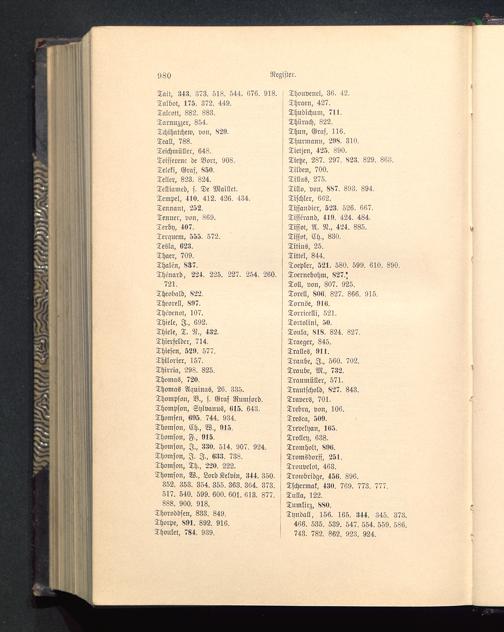 980
Register.
Tait, 343. 373. 518. 544. 676. 918.
Talbot, 175. 372. 449.
Talcott, 882. 883.
Tarnuzzer, 854.
Tchihatchew, von, 829.
Teall, 788.
Teichmüller, 648.
Teisserenc de Bort, 908.
Teleki, Graf, 850.
Teller, 823. 824.
Telliamed, s. De Maillet.
Tempel, 410. 412. 426. 434.
Tennant, 252.
Tenner, von, 869.
Terby, 407.
Terquem, 555. 572.
Tesla, 623.
Thaer, 709.
Thalén, 837.
Thénard, 224. 225. 227. 254. 260.
721.
Theobald, 822.
Theorell, 897.
Thévenot, 107.
Thiele, J., 692.
Thiele, T. N., 432.
Thierfelder, 714.
Thiesen, 529. 577.
Thilorier, 157.
Thirria, 298. 825.
Thomas, 720.
Thomas Aquinas, 26. 335.
Thompson, B., s. Graf Rumford.
Thompson, Sylvanus, 615. 643.
Thomsen, 695. 744. 934.
Thomson, Ch. W., 915.
Thomson, F., 915.
Thomson, J., 330. 514. 907. 924.
Thomson, J. J., 633. 738.
Thomson, Th., 220. 222.
Thomson, W., Lord Kelvin, 344. 350.
352. 353. 354. 355. 363. 364. 373.
517. 540. 599. 600. 601. 613. 877.
888. 900. 918.
Thoroddsen, 833. 849.
Thorpe, 891. 892. 916.
Thoulet, 784. 939.
Thouvenel, 36. 42.
Thraen, 427.
Thudichum, 711.
Thürach, 822.
Thun, Graf, 116.
Thurmann, 298. 310.
Tietjen, 425. 890.
Tietze, 287. 297. 823. 829. 863.
Tilden, 700.
Tillas, 275.
Tillo, von, 887. 893. 894.
Tischler, 662.
Tissandier, 523. 526. 667.
Tisserand, 419. 424. 484.
Tissot, A. N., 424. 885.
Tissot, Ch., 830.
Titius, 25.
Tittel, 844.
Toepler, 521. 580. 599. 610. 890.
Toernebohm, 827.
Toll, von, 807. 925.
Torell, 806. 827. 866. 915.
Tornöe, 916.
Torricelli, 521.
Tortolini, 50.
Toula, 818. 824. 827.
Traeger, 845.
Tralles, 911.
Traube, J., 560. 702.
Traube, M., 732.
Traumüller, 571.
Trautschold, 827. 843.
Travers, 701.
Trebra, von, 106.
Tresca, 509.
Trevelyan, 165.
Trolley, 638.
Tromholt, 896.
Tromsdorff, 251.
Trouvelot, 463.
Trowbridge, 456. 896.
Tschermak, 430. 769. 773. 777.
Tulla, 122.
Tumlirz, 880.
Tyndall, 156. 165. 344. 345. 373.
466. 535. 539. 547. 554. 559. 586.
743. 782. 862. 923. 924.